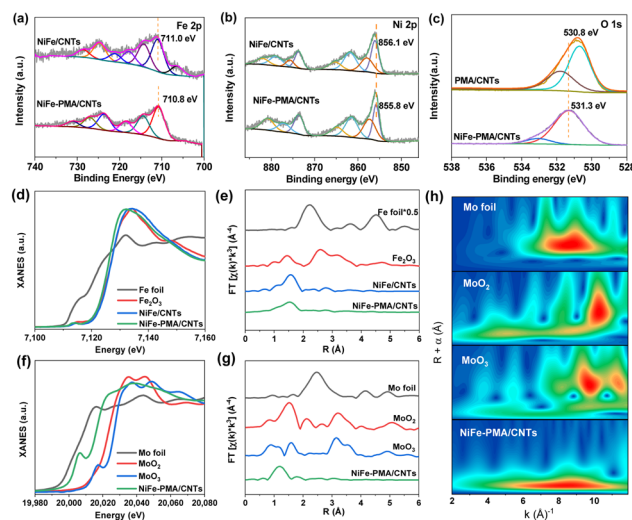 (a)
Fe 2p
NiFe/CNTs
711.0 eV
NiFe-PMA/CNTs
710.8 eV
Intensity (a.u.)
740 730 720 710 700
Binding energy (eV)
(b)
Ni 2p
NiFe/CNTs
856.1 eV
NiFe-PMA/CNTs
855.8 eV
Intensity (a.u.)
880 870 860 850
Binding Energy (eV)
(c)
O 1s
530.8 eV
PMA/CNTs
531.3 eV
NiFe-PMA/CNTs
Intensity(a.u.)
538 536 534 532 530 528
Binding energy (eV)
(d)
XANES (a.u.)
Fe foil
Fe2O3
NiFe/CNTs
NiFe-PMA/CNTs
7,100 7,120 7,140 7,160
Energy (eV)
(e)
FT [χ(k)*k³] (Å⁻⁴)
Fe foil*0.5
Fe2O3
NiFe/CNTs
NiFe-PMA/CNTs
0 1 2 3 4 5 6
R (Å)
(f)
XANES (a.u.)
Mo foil
MoO2
MoO3
NiFe-PMA/CNTs
19,980 20,000 20,020 20,040 20,060 20,080
Energy (eV)
(g)
FT [χ(k)*k³] (Å⁻⁴)
Mo foil
MoO2
MoO3
NiFe-PMA/CNTs
0 1 2 3 4 5 6
R (Å)
(h)
Mo foil
MoO2
MoO3
NiFe-PMA/CNTs
R + α (Å)
2 4 6 8 10
k (Å)⁻¹